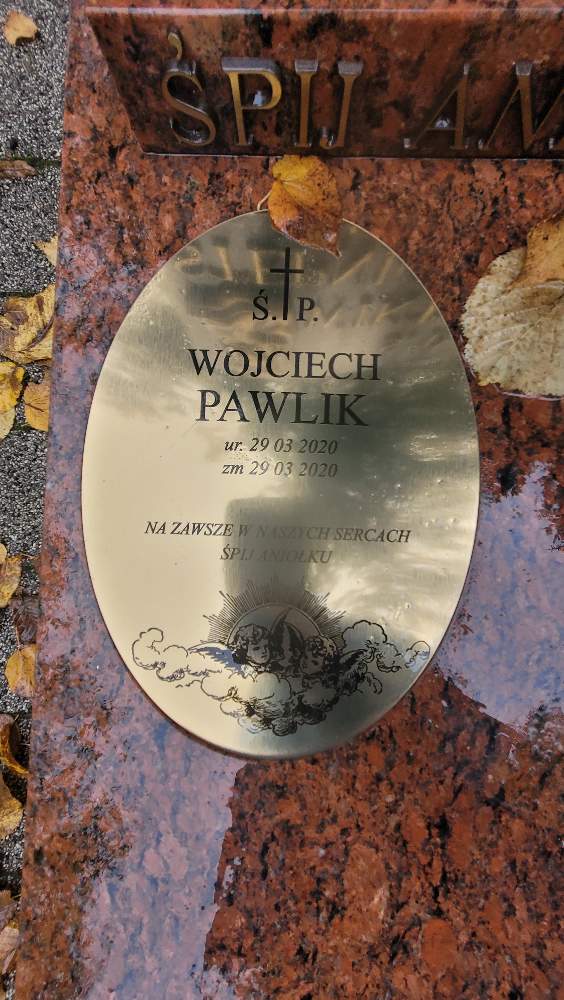 ŚPIJ AN
Ś. P.
WOJCIECH
PAWLIK
ur. 29 03 2020
zm 29 03 2020
NA ZAWSZE W NASZYCH SERCACH
ŚPIJ ANIOŁKU